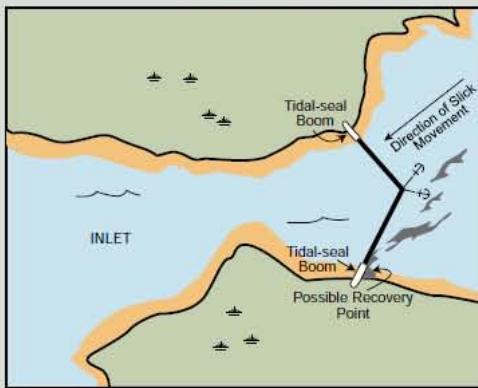 Tidal-seal
Boom
Direction of Slick
Movement
INLET
Tidal-seal
Boom
Possible Recovery
Point